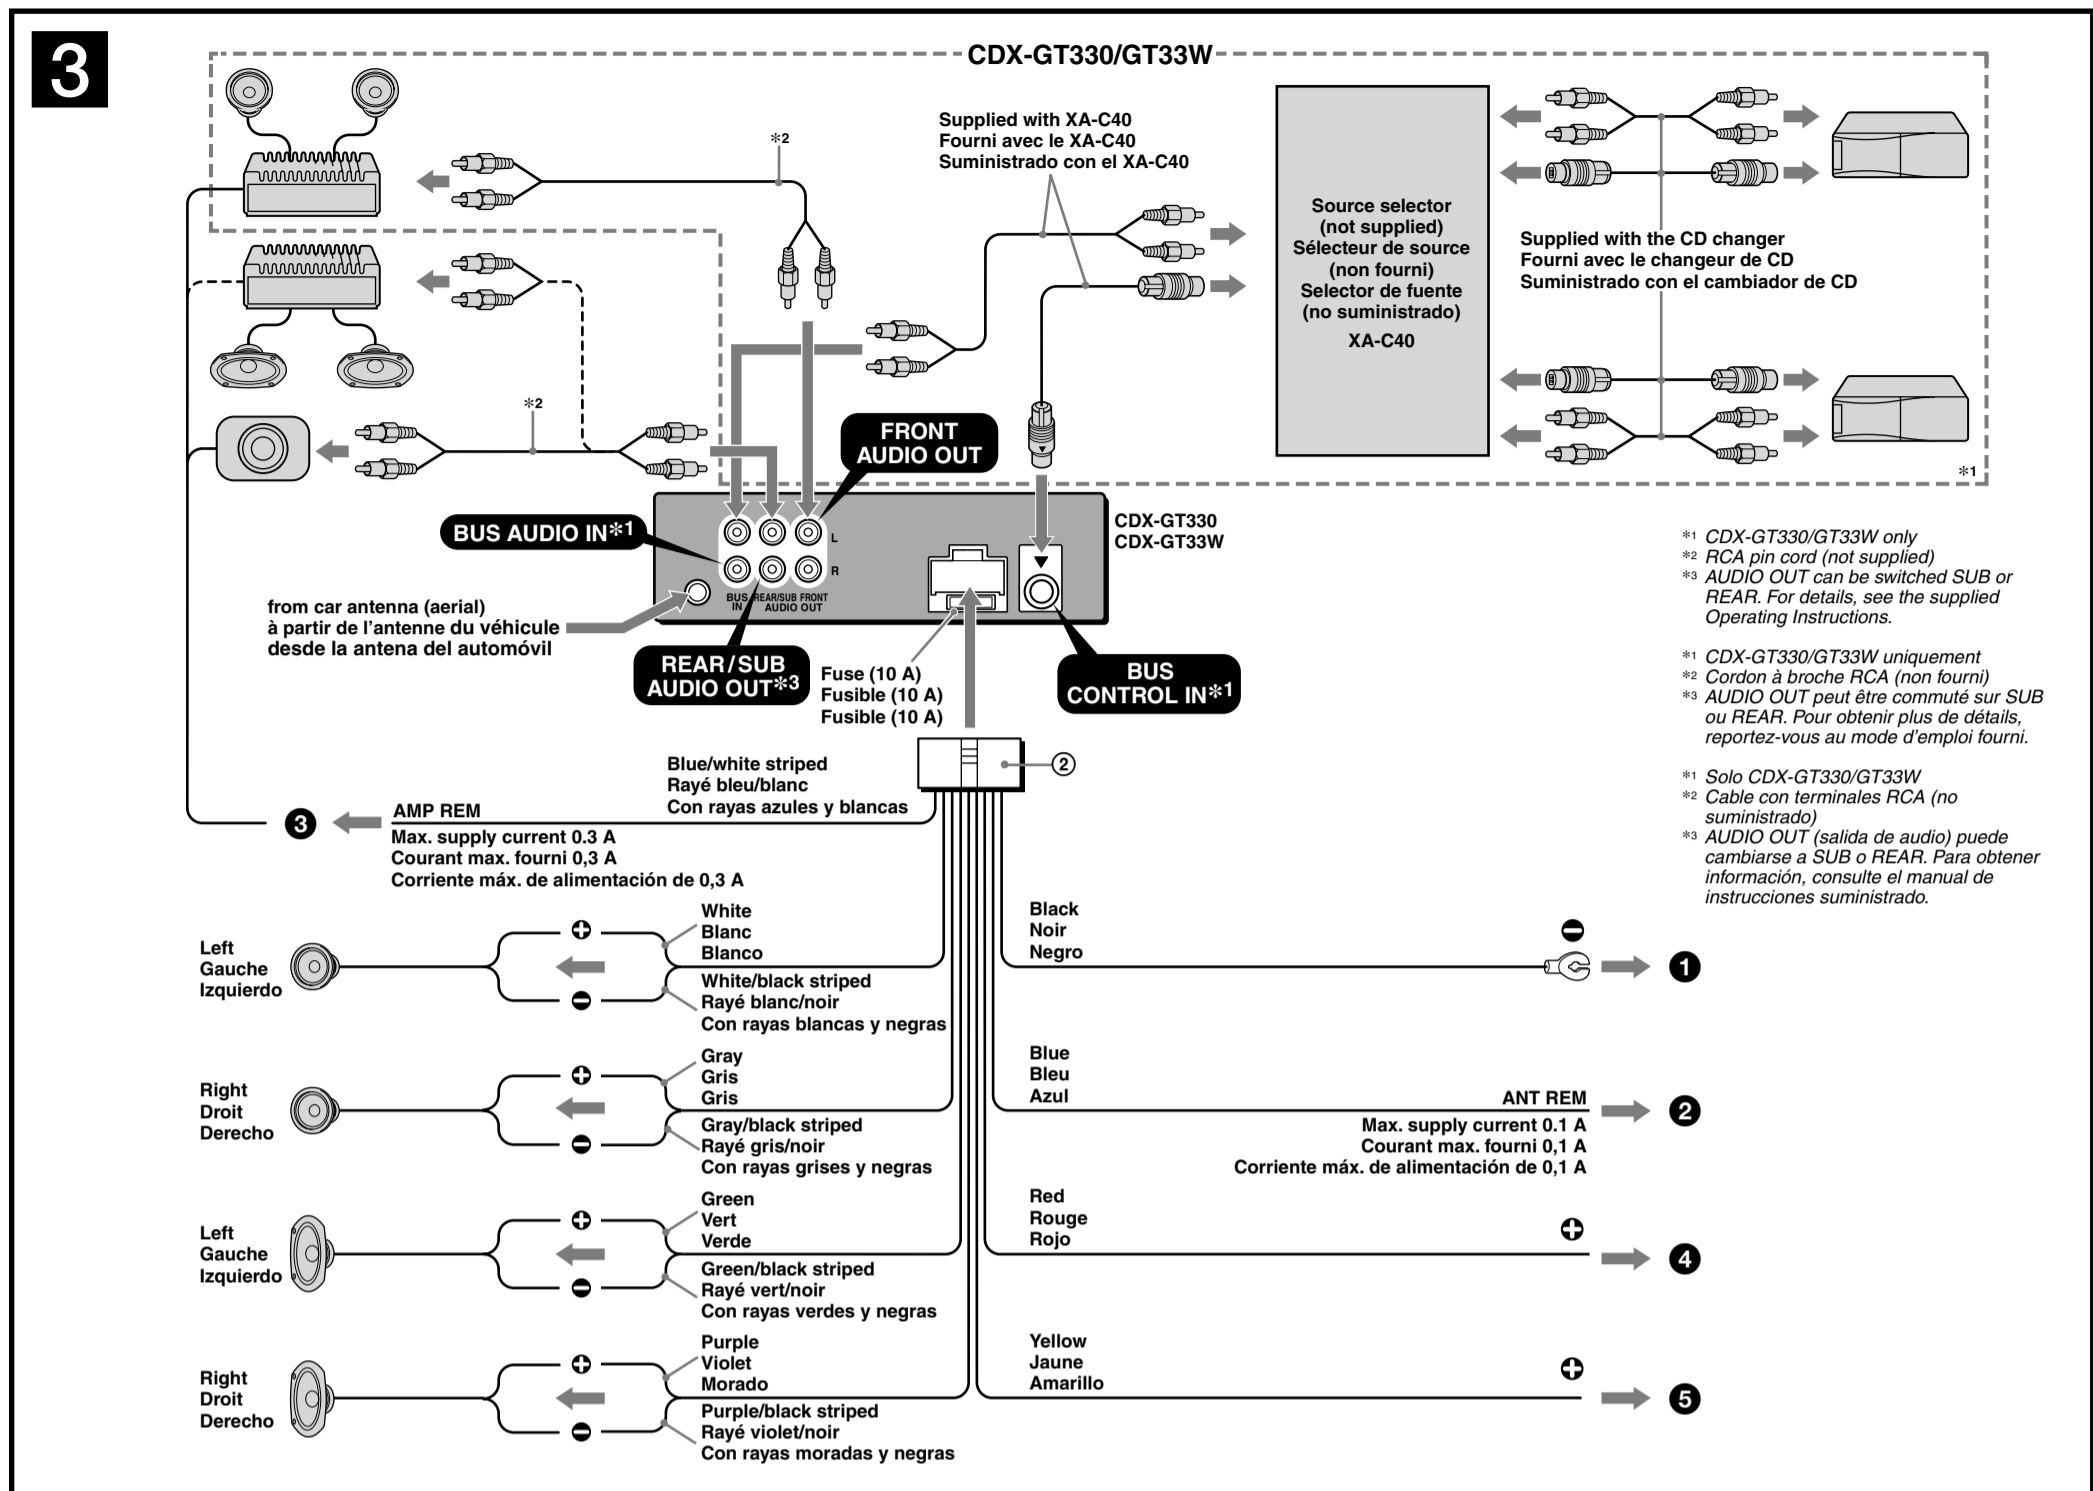 3
CDX-GT330/GT33W
*2
Supplied with XA-C40
Fourni avec le XA-C40
Suministrado con el XA-C40
Source selector
(not supplied)
Sélecteur de source
(non fourni)
Selector de fuente
(no suministrado)
XA-C40
Supplied with the CD changer
Fourni avec le changeur de CD
Suministrado con el cambiador de CD
*1
*2
FRONT
AUDIO OUT
BUS AUDIO IN*1
CDX-GT330
CDX-GT33W
L
R
BUS
IN
REAR/SUB FRONT
AUDIO OUT
from car antenna (aerial)
à partir de l'antenne du véhicule
desde la antena del automóvil
REAR/SUB
AUDIO OUT*3
Fuse (10 A)
Fusible (10 A)
Fusible (10 A)
BUS
CONTROL IN*1
*1 CDX-GT330/GT33W only
*2 RCA pin cord (not supplied)
*3 AUDIO OUT can be switched SUB or
REAR. For details, see the supplied
Operating Instructions.
*1 CDX-GT330/GT33W uniquement
*2 Cordon à broche RCA (non fourni)
*3 AUDIO OUT peut être commuté sur SUB
ou REAR. Pour obtenir plus de détails,
reportez-vous au mode d'emploi fourni.
*1 Solo CDX-GT330/GT33W
*2 Cable con terminales RCA (no
suministrado)
*3 AUDIO OUT (salida de audio) puede
cambiarse a SUB o REAR. Para obtener
información, consulte el manual de
instrucciones suministrado.
②
Blue/white striped
Rayé bleu/blanc
Con rayas azules y blancas
❸
AMP REM
Max. supply current 0.3 A
Courant max. fourni 0,3 A
Corriente máx. de alimentación de 0,3 A
Left
Gauche
Izquierdo
+
−
White
Blanc
Blanco
White/black striped
Rayé blanc/noir
Con rayas blancas y negras
Black
Noir
Negro
−
❶
Right
Droit
Derecho
+
−
Gray
Gris
Gris
Gray/black striped
Rayé gris/noir
Con rayas grises y negras
Blue
Bleu
Azul
ANT REM
Max. supply current 0.1 A
Courant max. fourni 0,1 A
Corriente máx. de alimentación de 0,1 A
❷
Left
Gauche
Izquierdo
+
−
Green
Vert
Verde
Green/black striped
Rayé vert/noir
Con rayas verdes y negras
Red
Rouge
Rojo
+
❹
Right
Droit
Derecho
+
−
Purple
Violet
Morado
Purple/black striped
Rayé violet/noir
Con rayas moradas y negras
Yellow
Jaune
Amarillo
+
❺